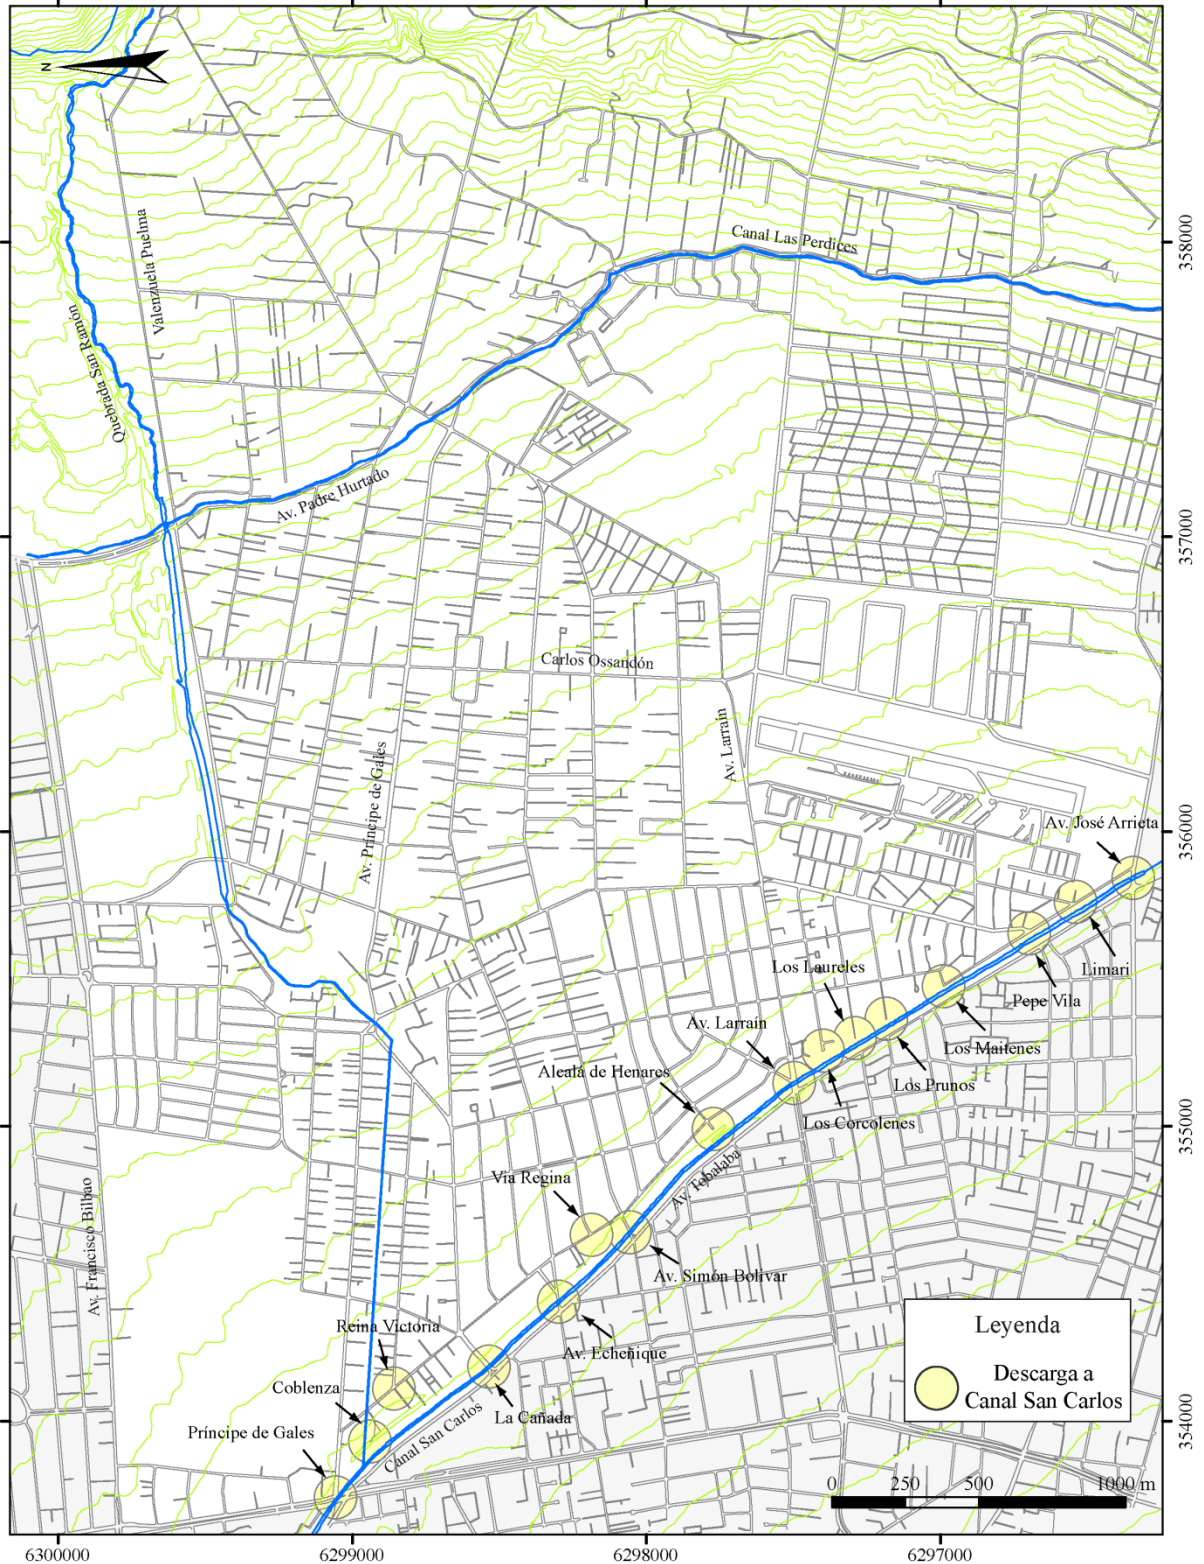 N
Canal Las Perdices
358000
Valenzuela Puelma
Quebrada San Ramón
Av. Padre Hurtado
357000
Carlos Ossandón
Av. Larraín
Av. Príncipe de Gales
356000
Av. José Arrieta
Los Laureles
Limari
Pepe Vila
Av. Larraín
Los Maitenes
Alcalá de Henares
Los Prunos
Los Corcolenes
355000
Av. Tobalaba
Vía Regina
Av. Francisco Bilbao
Av. Simón Bolívar
Reina Victoria
Av. Echeñique
Leyenda
Descarga a
Canal San Carlos
Coblenza
La Cañada
Canal San Carlos
354000
Príncipe de Gales
0 250 500 1000 m
6300000 6299000 6298000 6297000